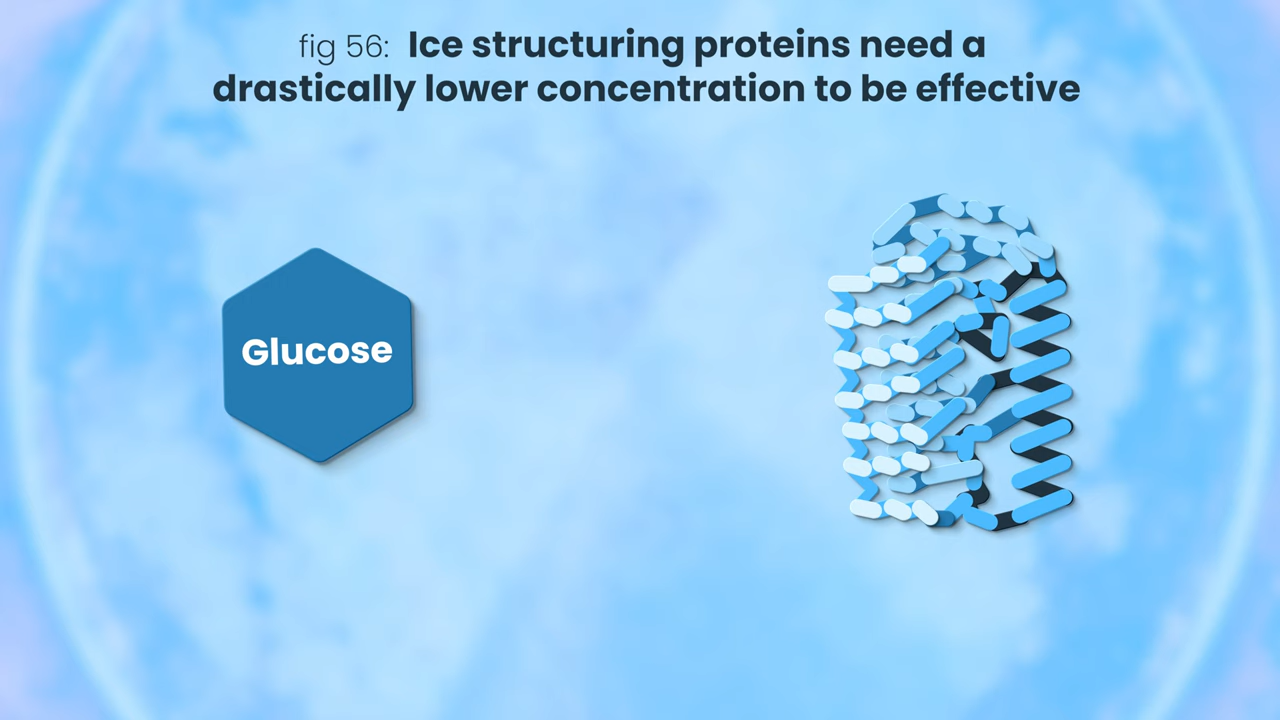 fig 56: Ice structuring proteins need a
drastically lower concentration to be effective
Glucose